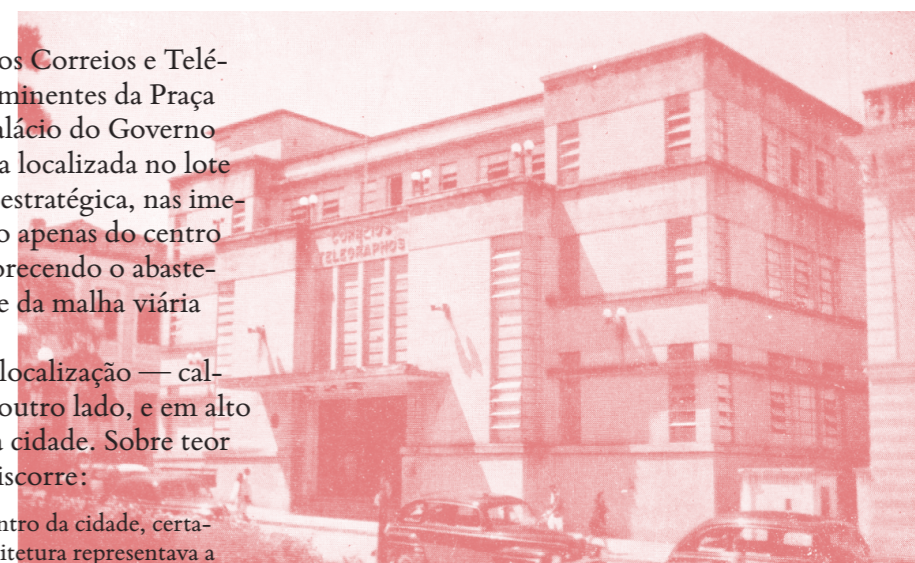 os Correios e Telé-
minentes da Praça
alácio do Governo
a localizada no lote
estratégica, nas ime-
o apenas do centro
orecendo o abaste-
e da malha viária
localização — cal-
outro lado, e em alto
a cidade. Sobre teor
iscorre:
ntro da cidade, certa-
itetura representava a
CORREIOS
TELEGRAPHOS